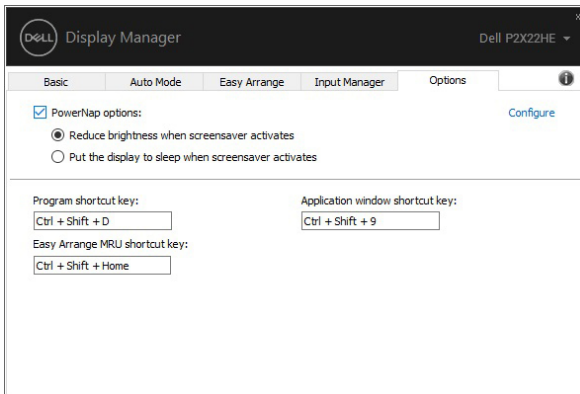 DELL Display Manager
Dell P2X22HE
Basic Auto Mode Easy Arrange Input Manager Options
PowerNap options:
Configure
Reduce brightness when screensaver activates
Put the display to sleep when screensaver activates
Program shortcut key: Application window shortcut key:
Ctrl + Shift + D Ctrl + Shift + 9
Easy Arrange MRU shortcut key:
Ctrl + Shift + Home